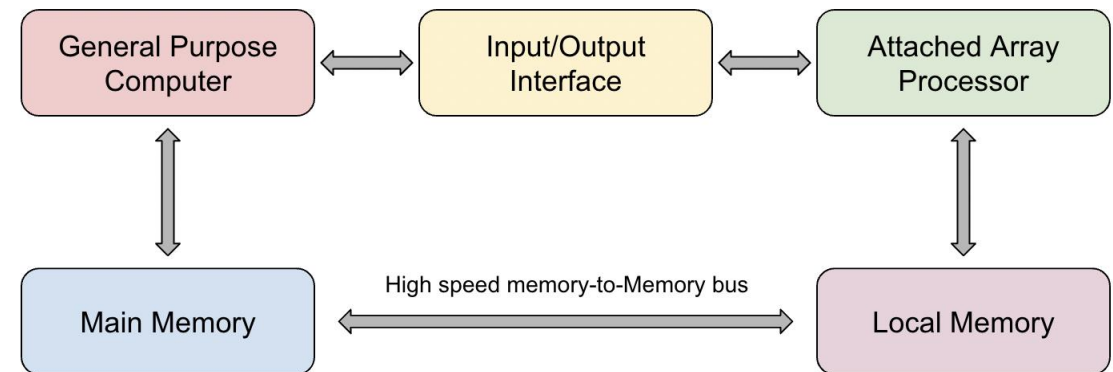 General Purpose
Computer
Input/Output
Interface
Attached Array
Processor
High speed memory-to-Memory bus
Main Memory
Local Memory